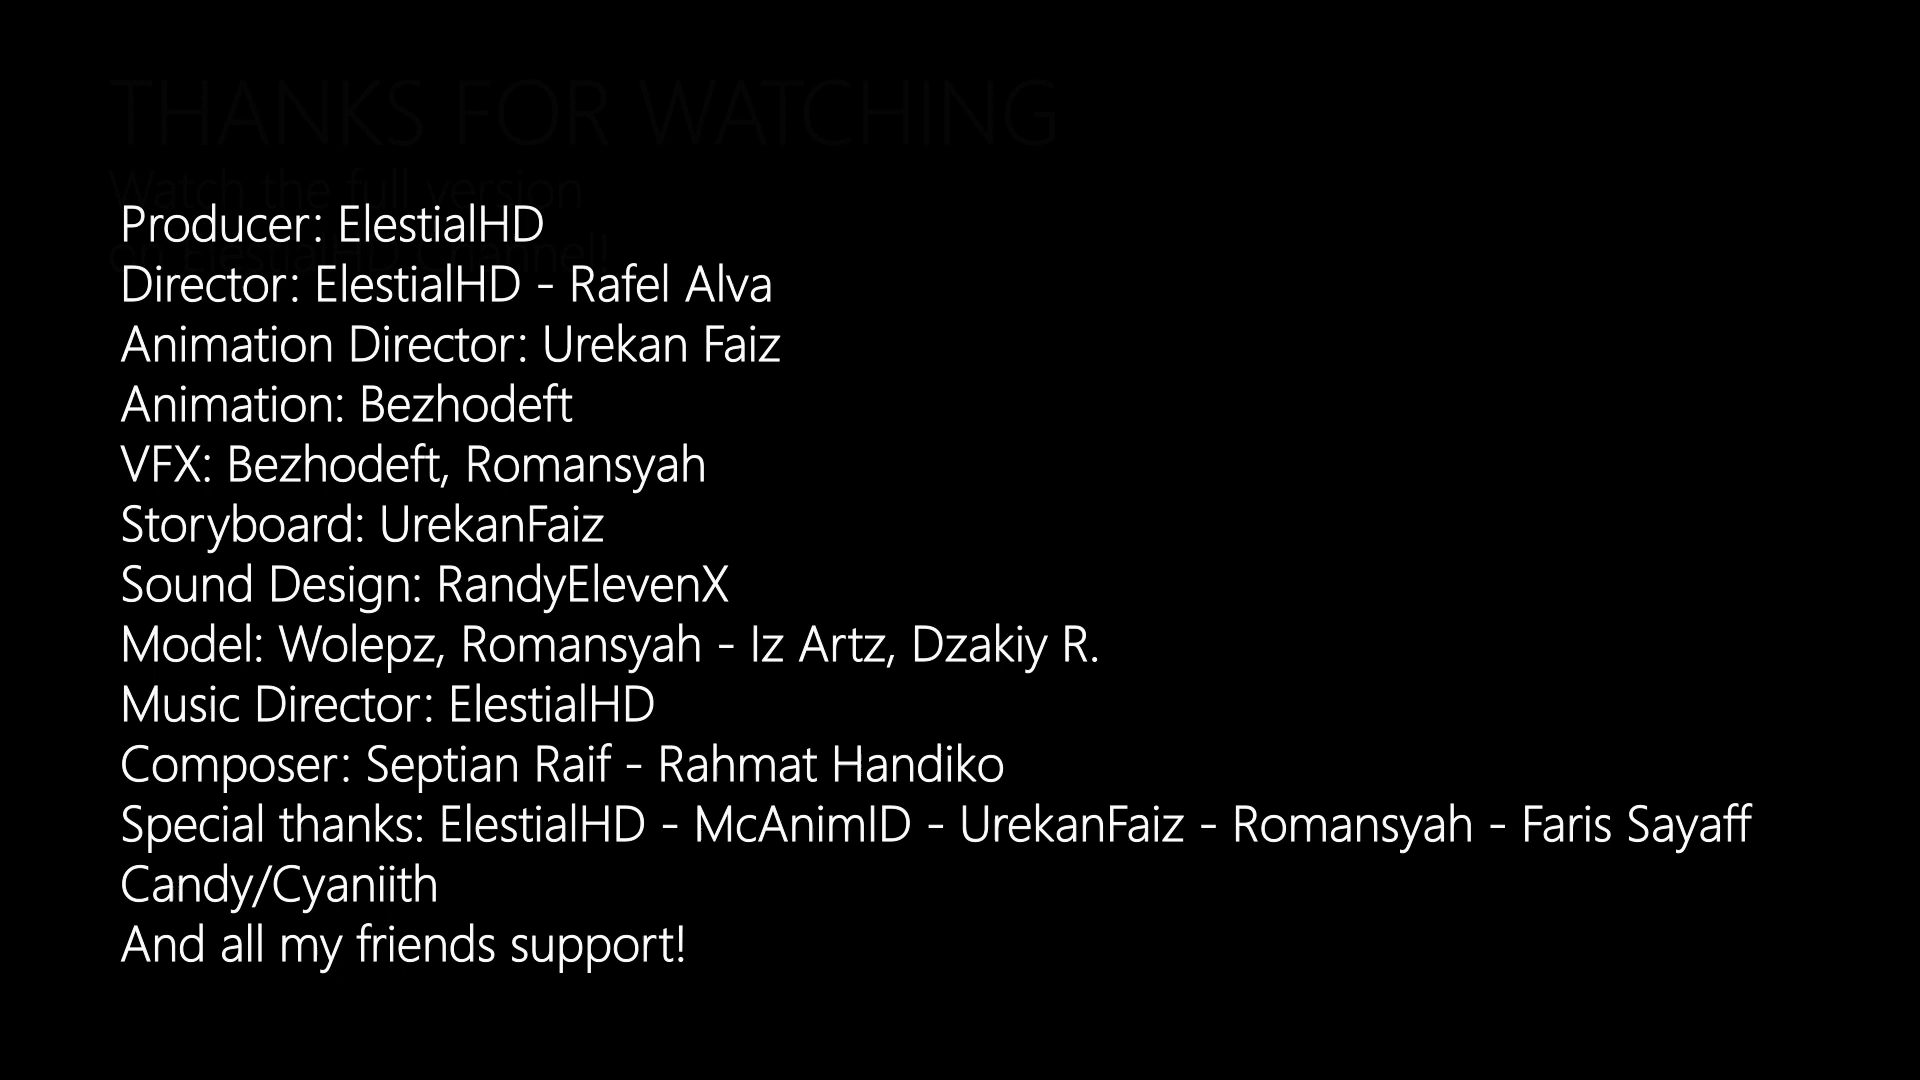 THANKS FOR WATCHING
Watch the full version
Producer: ElestialHD
Director: ElestialHD - Rafel Alva
Animation Director: Urekan Faiz
Animation: Bezhodeft
VFX: Bezhodeft, Romansyah
Storyboard: UrekanFaiz
Sound Design: RandyElevenX
Model: Wolepz, Romansyah - Iz Artz, Dzakiy R.
Music Director: ElestialHD
Composer: Septian Raif - Rahmat Handiko
Special thanks: ElestialHD - McAnimID - UrekanFaiz - Romansyah - Faris Sayaff
Candy/Cyaniith
And all my friends support!